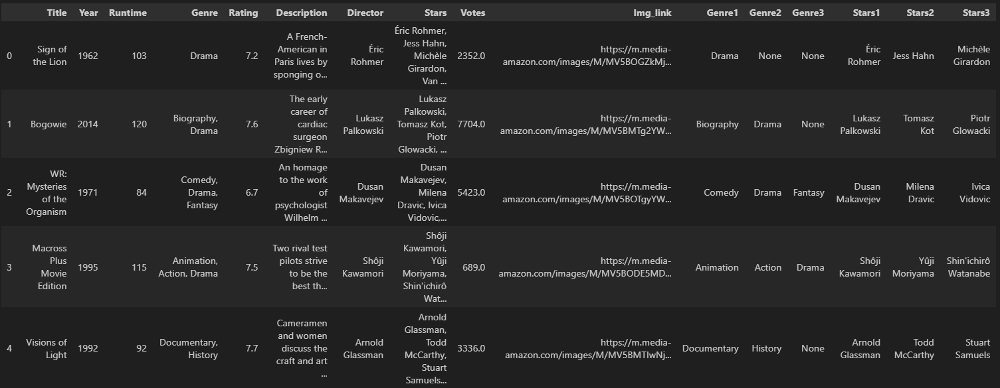 Title Year Runtime Genre Rating Description Director Stars Votes Img_link Genre1 Genre2 Genre3 Stars1 Stars2 Stars3
0
Sign of
the Lion
1962
103
Drama
7.2
A French-
American in
Paris lives by
sponging o...
Éric
Rohmer
Éric Rohmer,
Jess Hahn,
Michèle
Girardon,
Van ...
2352.0
https://m.media-
amazon.com/images/M/MV5BOGZkMj...
Drama
None
None
Éric
Rohmer
Jess Hahn
Michèle
Girardon
1
Bogowie
2014
120
Biography,
Drama
7.6
The early
career of
cardiac
surgeon
Zbigniew R...
Lukasz
Palkowski
Lukasz
Palkowski,
Tomasz Kot,
Piotr
Glowacki, ...
7704.0
https://m.media-
amazon.com/images/M/MV5BMTg2YW...
Biography
Drama
None
Lukasz
Palkowski
Tomasz
Kot
Piotr
Glowacki
2
WR:
Mysteries
of the
Organism
1971
84
Comedy,
Drama,
Fantasy
6.7
An homage
to the work
of
psychologist
Wilhelm ...
Dusan
Makavejev
Dusan
Makavejev,
Milena
Dravic, Ivica
Vidovic,...
5423.0
https://m.media-
amazon.com/images/M/MV5BOTgyYW...
Comedy
Drama
Fantasy
Dusan
Makavejev
Milena
Dravic
Ivica
Vidovic
3
Macross
Plus
Movie
Edition
1995
115
Animation,
Action, Drama
7.5
Two rival test
pilots strive
to be the
best th...
Shôji
Kawamori
Shôji
Kawamori,
Yûji
Moriyama,
Shin'ichirô
Wat...
689.0
https://m.media-
amazon.com/images/M/MV5BODE5MD...
Animation
Action
Drama
Shôji
Kawamori
Yûji
Moriyama
Shin'ichirô
Watanabe
4
Visions of
Light
1992
92
Documentary,
History
7.7
Cameramen
and women
discuss the
craft and art
...
Arnold
Glassman
Arnold
Glassman,
Todd
McCarthy,
Stuart
Samuels...
3336.0
https://m.media-
amazon.com/images/M/MV5BMTIwNj...
Documentary
History
None
Arnold
Glassman
Todd
McCarthy
Stuart
Samuels